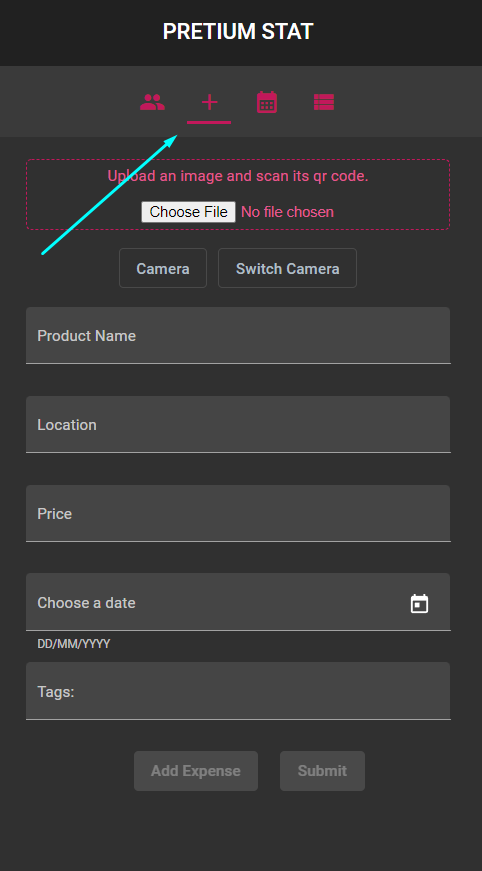 PRETIUM STAT
Upload an image and scan its qr code.
Choose File No file chosen
Camera Switch Camera
Product Name
Location
Price
Choose a date
DD/MM/YYYY
Tags:
Add Expense Submit